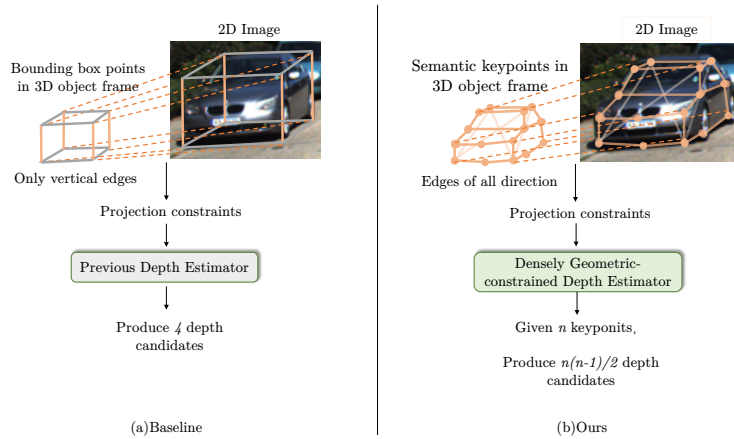 2D Image
Bounding box points
in 3D object frame
Only vertical edges
Projection constraints
Previous Depth Estimator
Produce 4 depth
candidates
(a)Baseline
2D Image
Semantic keypoints in
3D object frame
Edges of all direction
Projection constraints
Densely Geometric-
constrained Depth Estimator
Given n keyponits,
Produce n(n-1)/2 depth
candidates
(b)Ours